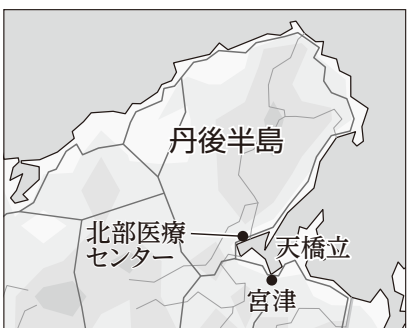 丹後半島
北部医療
センター
天橋立
宮津